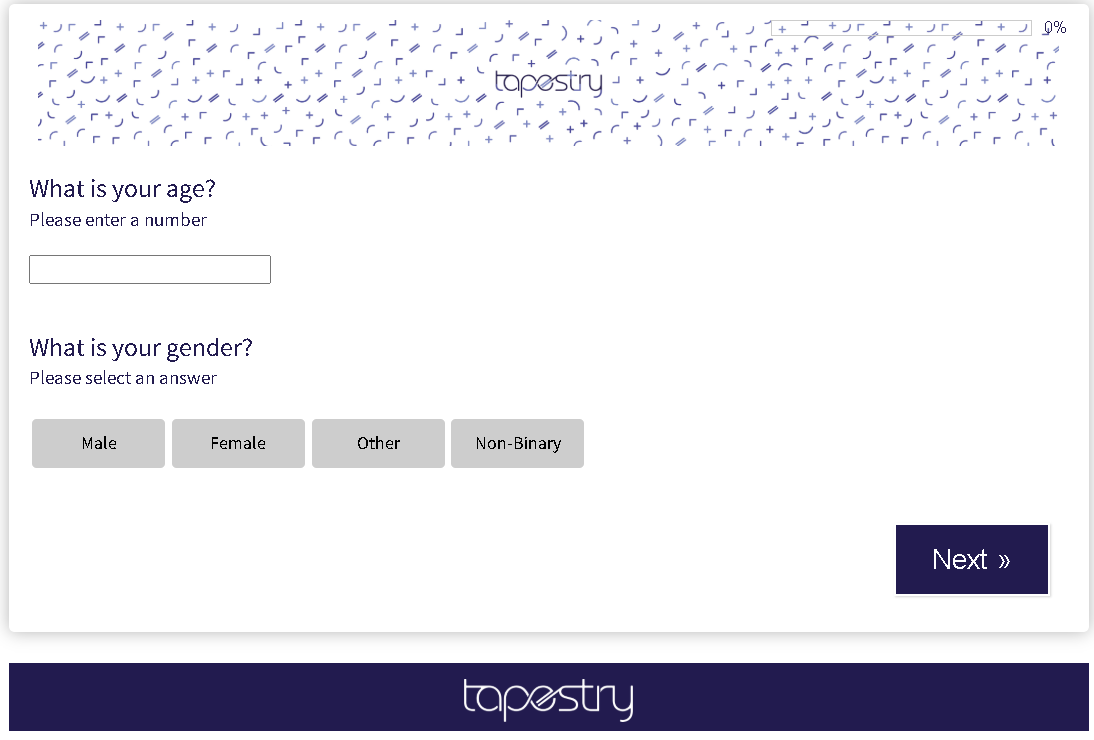 0%
tapestry
What is your age?
Please enter a number
What is your gender?
Please select an answer
Male Female Other Non-Binary
Next »
tapestry